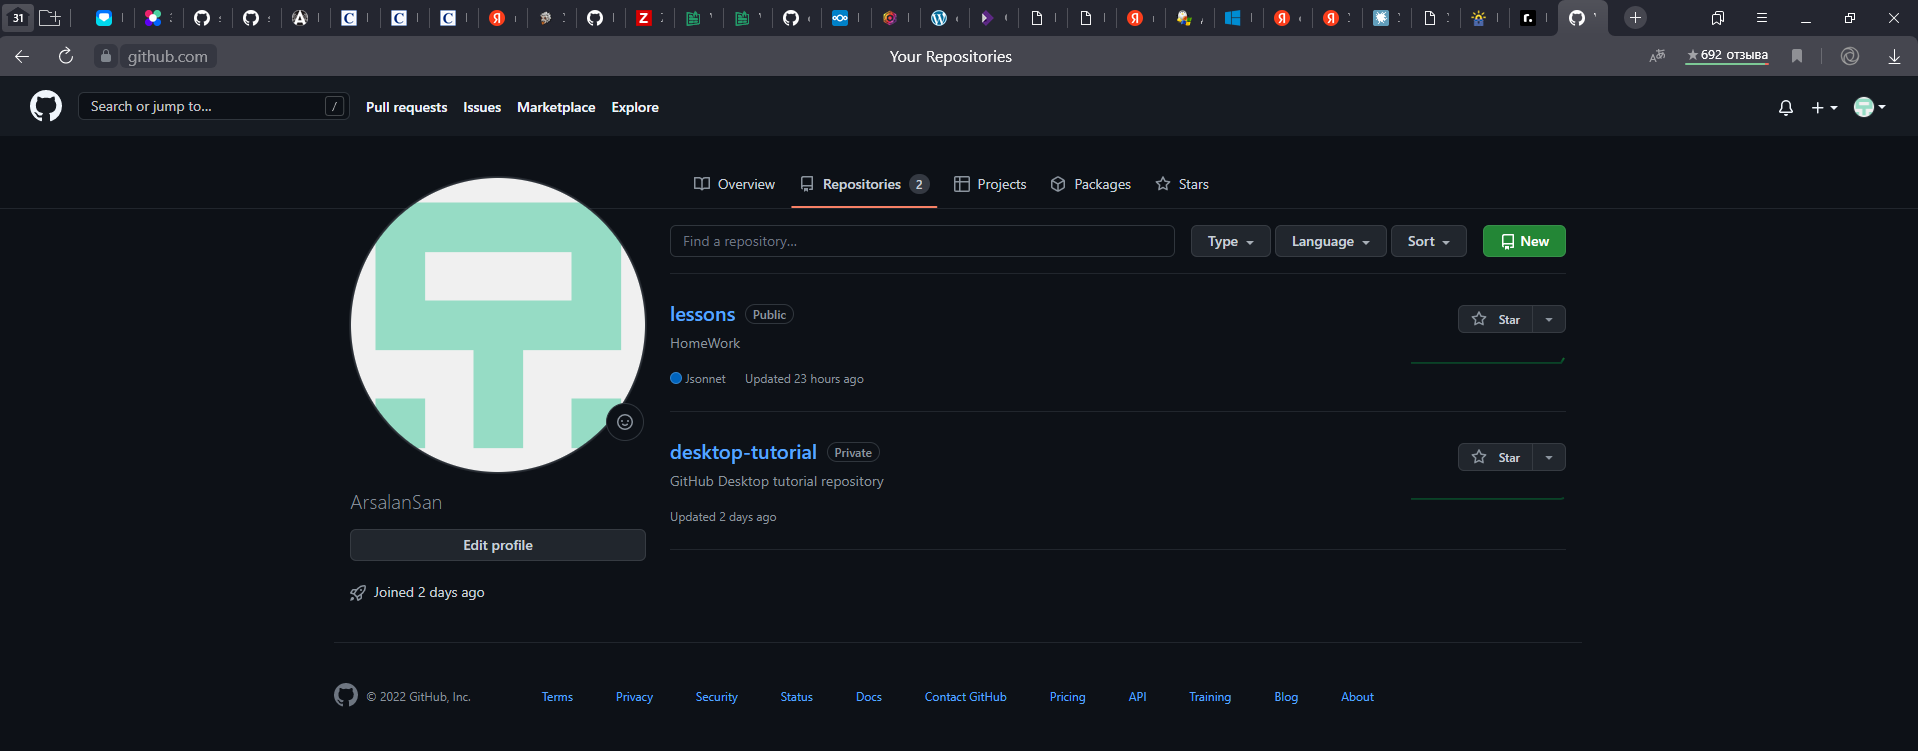 31
github.com
Your Repositories
★692 отзыва
Search or jump to... /
Pull requests Issues Marketplace Explore
Overview Repositories 2 Projects Packages Stars
Find a repository... Type Language Sort New
lessons Public Star
HomeWork
Jsonnet Updated 23 hours ago
desktop-tutorial Private Star
GitHub Desktop tutorial repository
Updated 2 days ago
ArsalanSan
Edit profile
Joined 2 days ago
© 2022 GitHub, Inc. Terms Privacy Security Status Docs Contact GitHub Pricing API Training Blog About